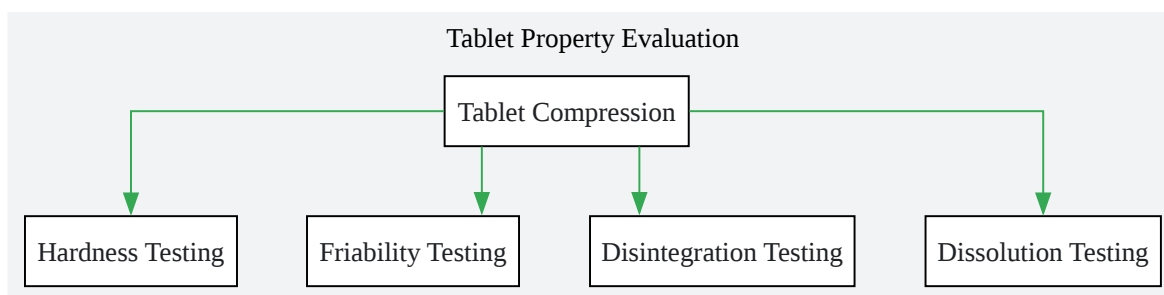 Tablet Property Evaluation
Tablet Compression
Hardness Testing
Friability Testing
Disintegration Testing
Dissolution Testing